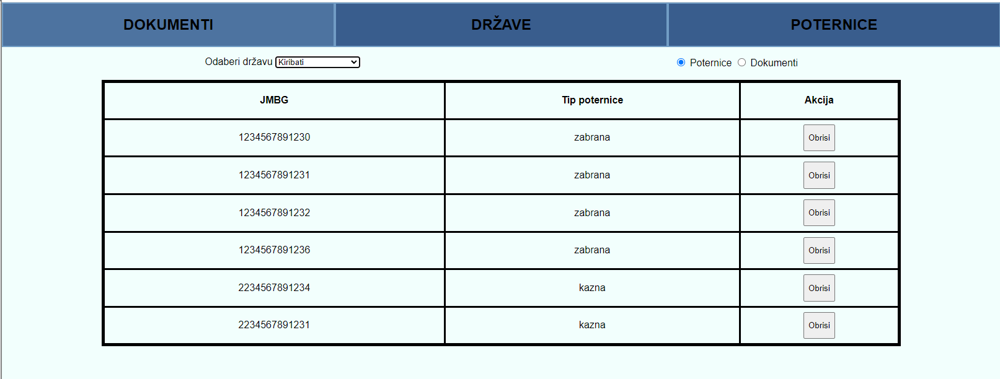 DOKUMENTI DRŽAVE POTERNICE
Odaberi državu Kiribati Poternice Dokumenti
JMBG Tip poternice Akcija
1234567891230 zabrana Obrisi
1234567891231 zabrana Obrisi
1234567891232 zabrana Obrisi
1234567891236 zabrana Obrisi
2234567891234 kazna Obrisi
2234567891231 kazna Obrisi